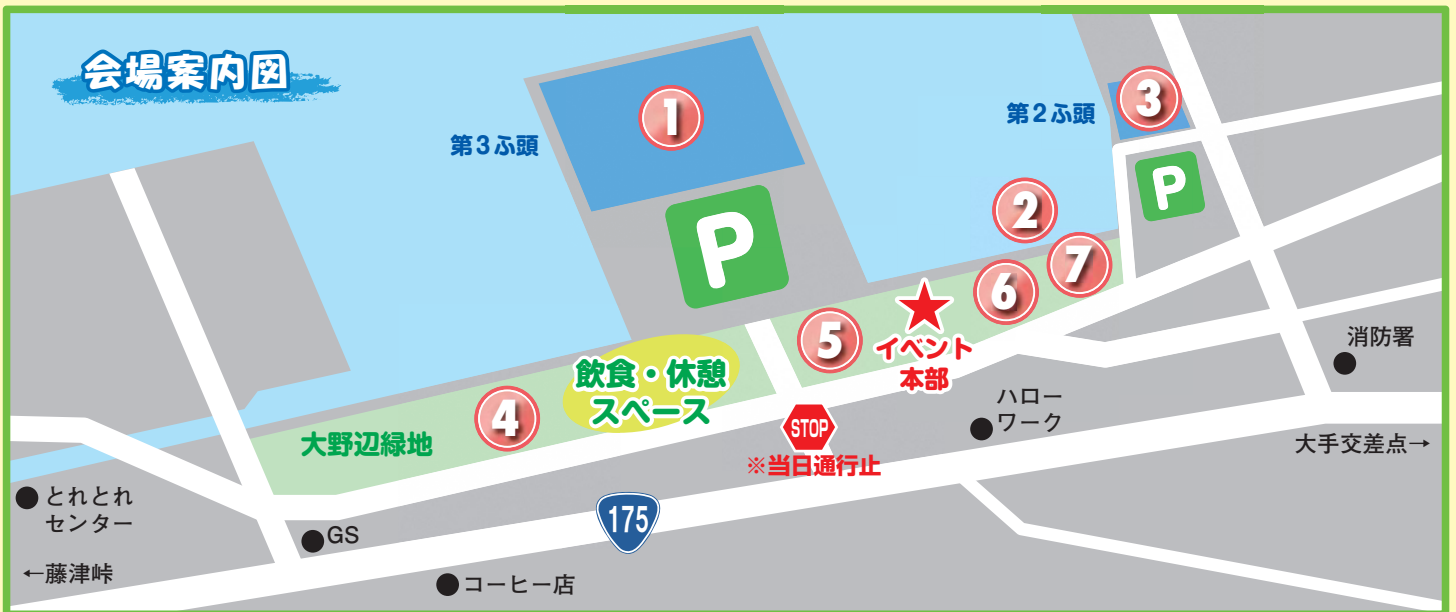 会場案内図
1
3
第2ふ頭
第3ふ頭
P
2
P
7
6
5
イベント
本部
消防署
飲食・休憩
スペース
4
大野辺緑地
ハロー
ワーク
STOP
※当日通行止
大手交差点→
とれとれ
センター
175
GS
←藤津峠
コーヒー店